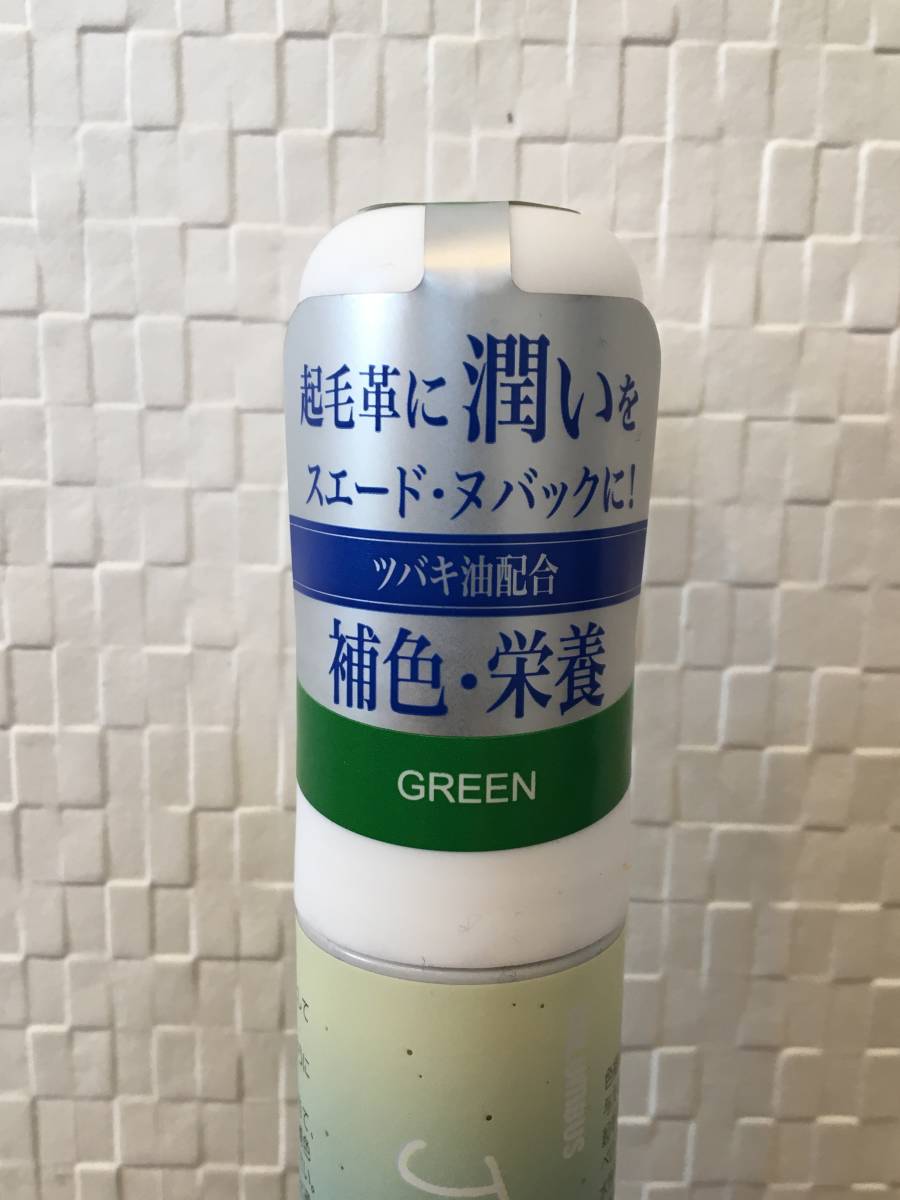 起毛革に潤いを
スエード・ヌバックに!
ツバキ油配合
補色・栄養
GREEN
J